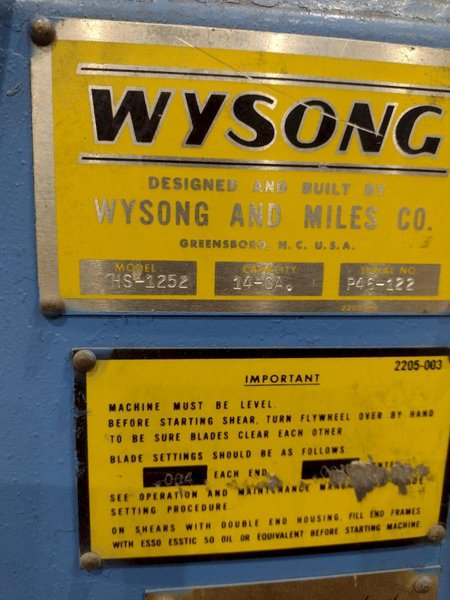 WYSONG
DESIGNED AND BUILT BY
WYSONG AND MILES CO.
GREENSBORO, N.C. U.S.A.
MODEL CAPACITY SERIAL NO.
HS-1252 14-GA. P46-122
2205-003
IMPORTANT
MACHINE MUST BE LEVEL.
BEFORE STARTING SHEAR, TURN FLYWHEEL OVER BY HAND
TO BE SURE BLADES CLEAR EACH OTHER.
BLADE SETTINGS SHOULD BE AS FOLLOWS:
.004 EACH END
SEE OPERATION AND MAINTENANCE
SETTING PROCEDURE
ON SHEARS WITH DOUBLE END HOUSING, FILL END FRAMES
WITH ESSO ESSTIC 50 OIL OR EQUIVALENT BEFORE STARTING MACHINE